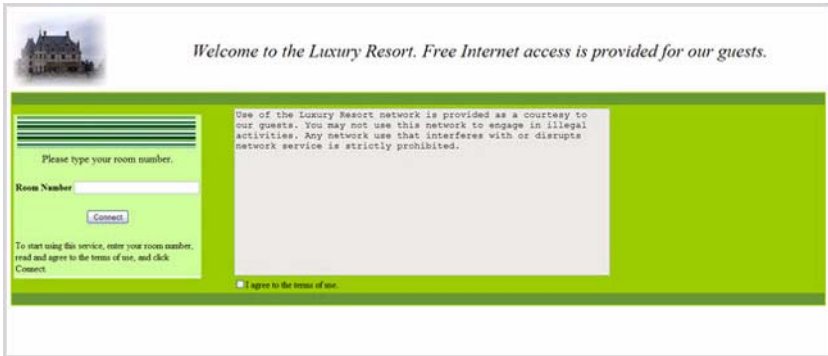 Welcome to the Luxury Resort. Free Internet access is provided for our guests.
Please type your room number.
Room Number
Connect
To start using this service, enter your room number,
read and agree to the terms of use, and click
Connect.
Use of the Luxury Resort network is provided as a courtesy to
our guests. You may not use this network to engage in illegal
activities. Any network use that interferes with or disrupts
network service is strictly prohibited.
I agree to the terms of use.